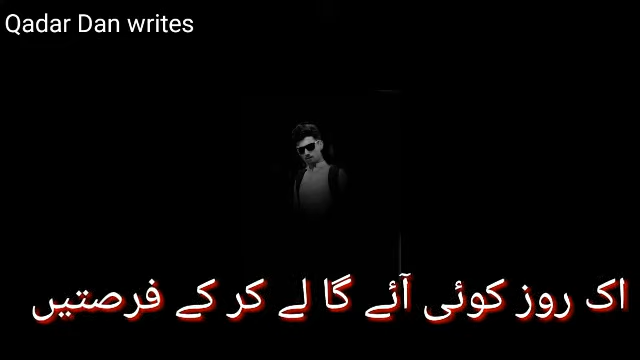 Qadar Dan writes
اک روز کوئی آئے گا لے کر کے فرصتیں